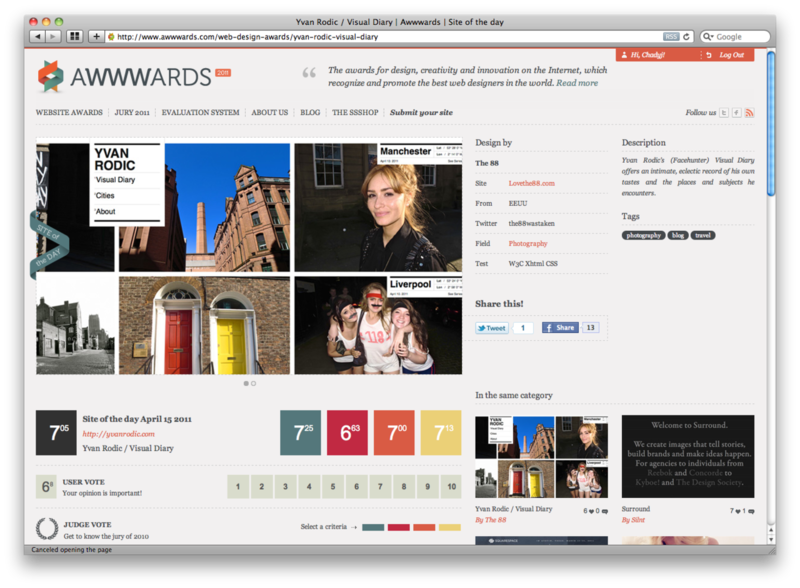 Yvan Rodic / Visual Diary | Awwwards | Site of the day
http://www.awwwards.com/web-design-awards/yvan-rodic-visual-diary
RSS
Google
Hi, Chadyj!
Log Out
AWWWARDS
2011
The awards for design, creativity and innovation on the Internet, which
recognize and promote the best web designers in the world. Read more
WEBSITE AWARDS
JURY 2011
EVALUATION SYSTEM
ABOUT US
BLOG
THE SSSHOP
Submit your site
Follow us
YVAN
RODIC
'Visual Diary
'Cities
'About
Manchester
Liverpool
SITE OF
the DAY
Design by
The 88
Site Lovethe88.com
From EEUU
Twitter the88wastaken
Field Photography
Test W3C Xhtml CSS
Share this!
Tweet 1
Share 13
Description
Yvan Rodic's (Facehunter) Visual Diary
offers an intimate, eclectic record of his own
tastes and the places and subjects he
encounters.
Tags
photography blog travel
7.05
Site of the day April 15 2011
http://yvanrodic.com
Yvan Rodic / Visual Diary
7.25
6.63
7.00
7.13
USER VOTE
Your opinion is important!
1 2 3 4 5 6 7 8 9 10
JUDGE VOTE
Get to know the jury of 2010
Select a criteria →
In the same category
YVAN
RODIC
Yvan Rodic / Visual Diary
6 0
By The 88
Welcome to Surround.
We create images that tell stories,
build brands and make ideas happen.
For agencies to individuals from
Reebok and Converse to
Kyboe! and The Design Society.
Surround
7 1
By Silnt
Canceled opening the page